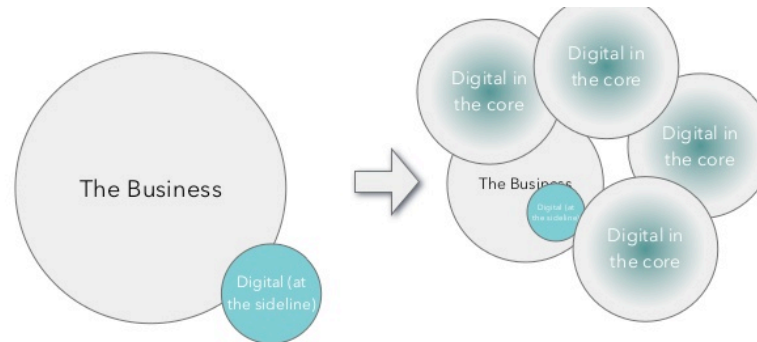 The Business
Digital (at
the sideline)
Digital in
the core
Digital in
the core
Digital in
the core
The Business
Digital (at
the sideline)
Digital in
the core